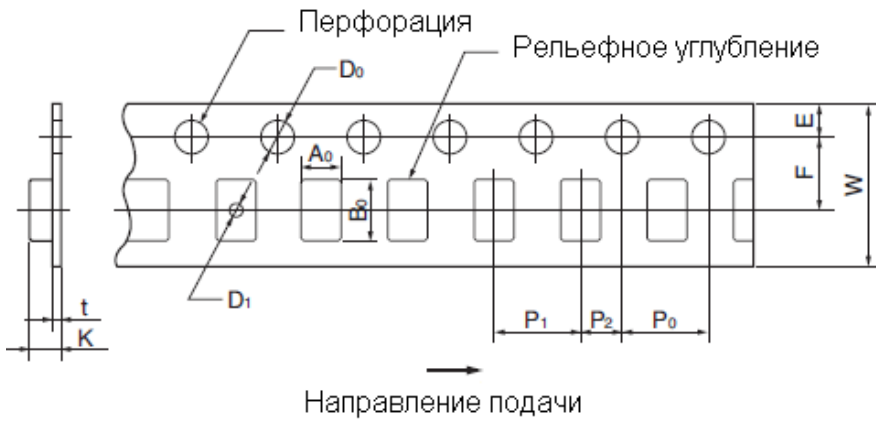 Перфорация
Рельефное углубление
D₀
E
A₀
F
W
B₀
D₁
t
P₁
P₂
P₀
K
Направление подачи